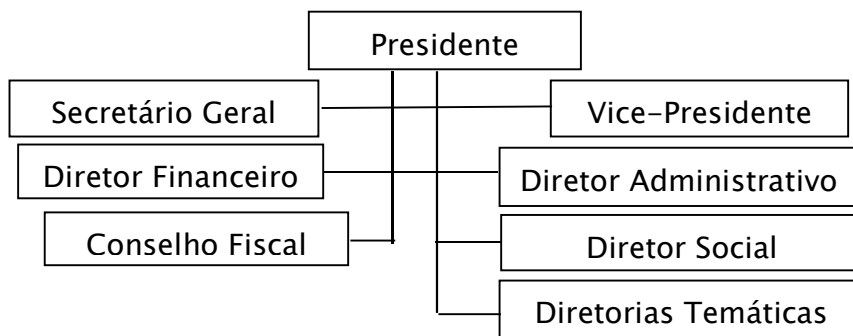 Presidente
Secretário Geral
Vice-Presidente
Diretor Financeiro
Diretor Administrativo
Conselho Fiscal
Diretor Social
Diretorias Temáticas